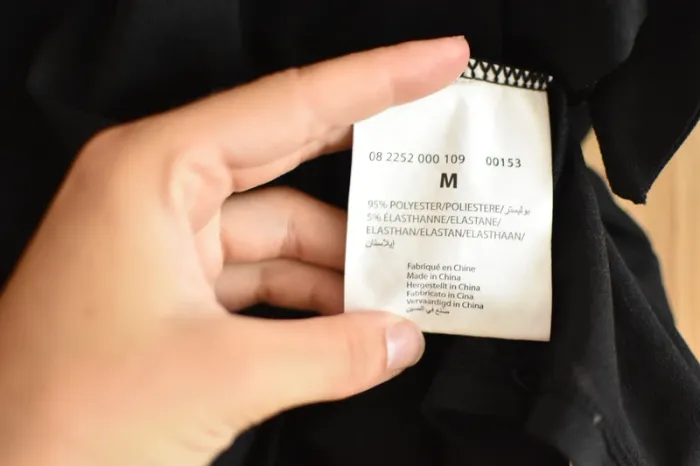 08 2252 000 109 00153
M
95% POLYESTER/POLIESTERE/بوليستر
5% ÉLASTHANNE/ELASTANE/
ELASTHAN/ELASTAN/ELASTHAAN/
إيلاستان
Fabriqué en Chine
Made in China
Hergestellt in China
Fabbricato in Cina
Vervaardigd in China
صنع في الصين